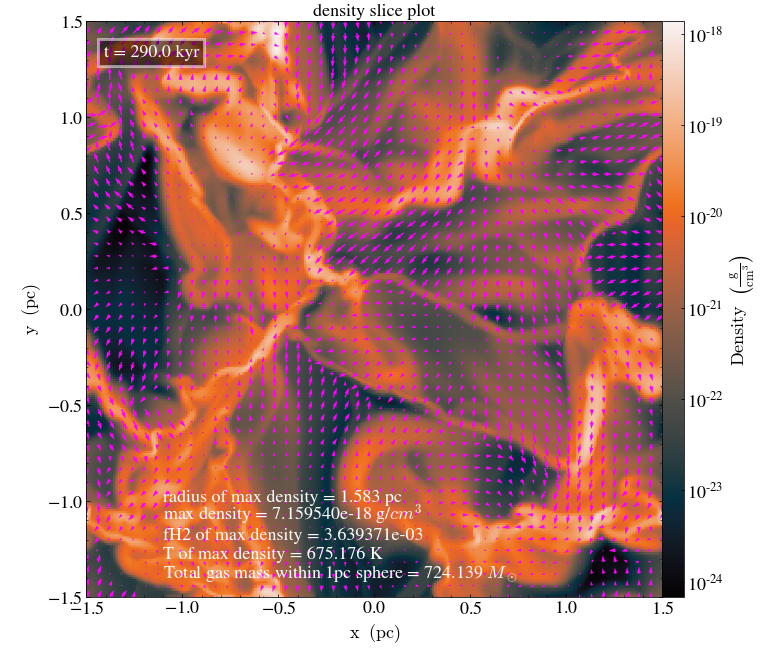 density slice plot
t = 290.0 kyr
1.5
1.0
0.5
0.0
−0.5
−1.0
−1.5
y (pc)
radius of max density = 1.583 pc
max density = 7.159540e-18 g/cm³
fH2 of max density = 3.639371e-03
T of max density = 675.176 K
Total gas mass within 1pc sphere = 724.139 M☉
−1.5 −1.0 −0.5 0.0 0.5 1.0 1.5
x (pc)
10⁻¹⁸
10⁻¹⁹
10⁻²⁰
10⁻²¹
10⁻²²
10⁻²³
10⁻²⁴
Density (g/cm³)